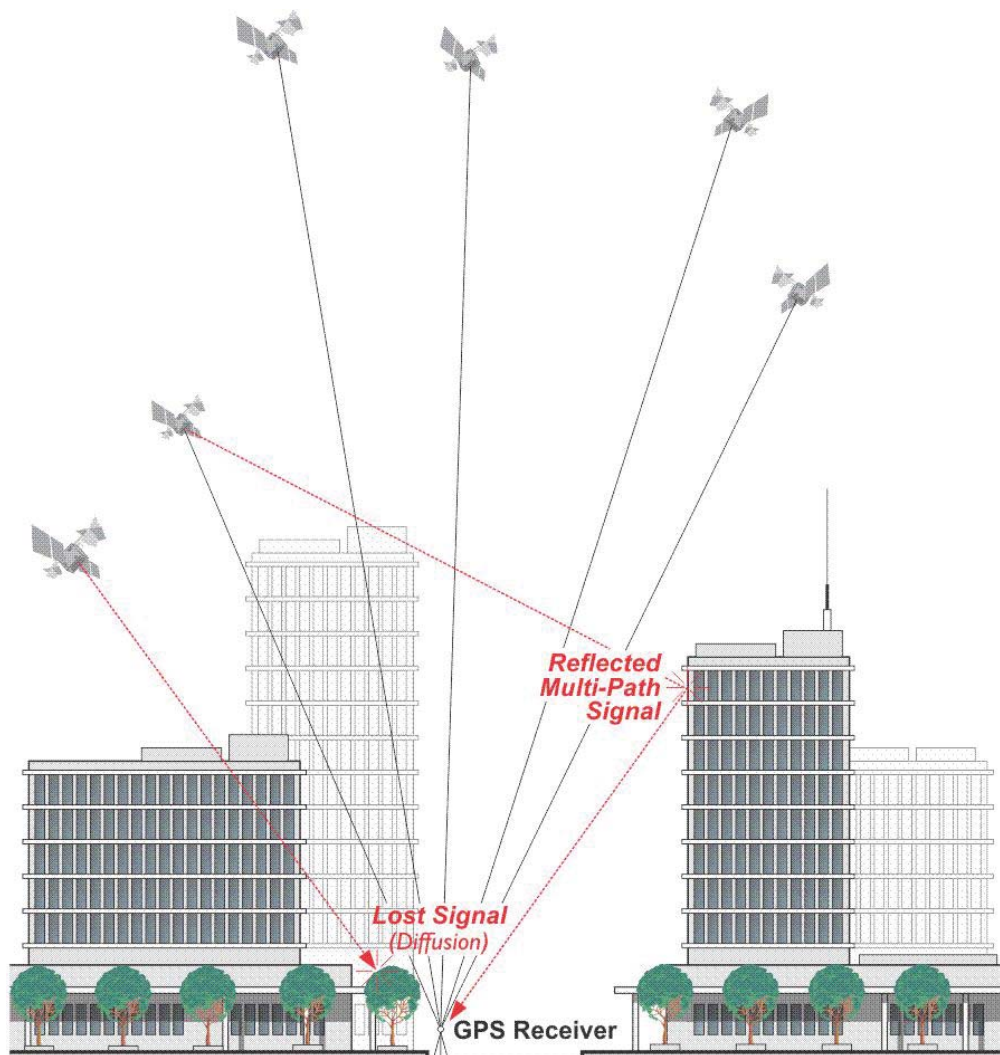 Reflected
Multi-Path
Signal
Lost Signal
(Diffusion)
GPS Receiver